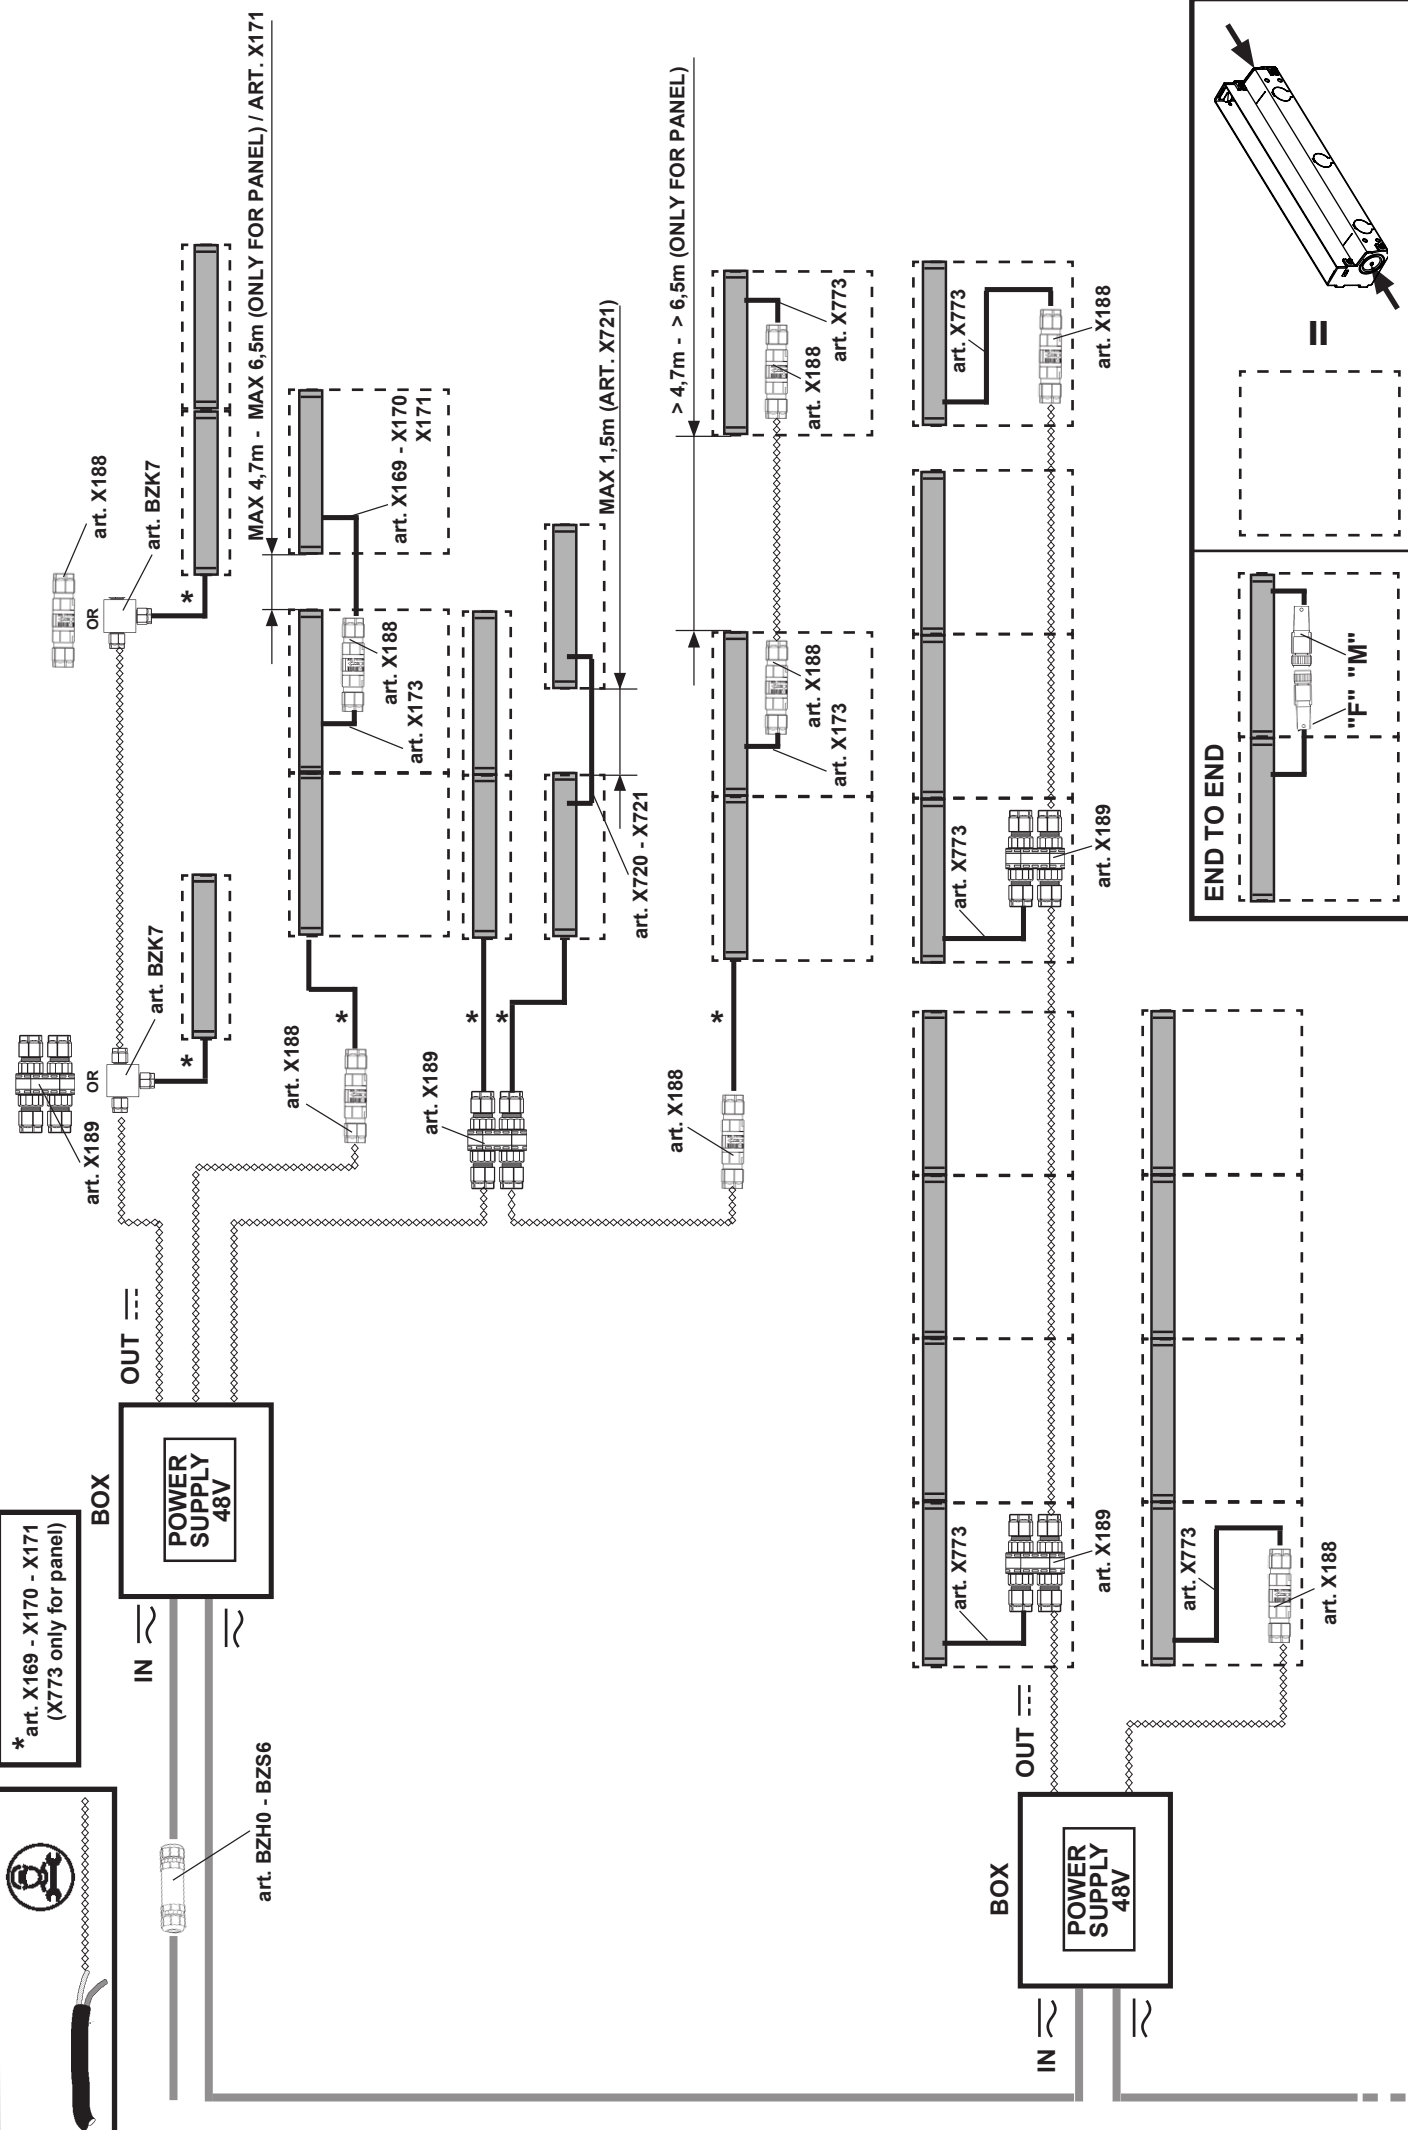 * art. X169 - X170 - X171
(X773 only for panel)
BOX
POWER
SUPPLY
48V
IN
OUT
art. BZH0 - BZS6
art. X189
OR
art. BZK7
*
art. X188
OR
art. BZK7
*
MAX 4,7m - MAX 6,5m (ONLY FOR PANEL) / ART. X171
art. X188
*
art. X173
art. X188
art. X169 - X170
X171
art. X189
*
*
art. X720 - X721
MAX 1,5m (ART. X721)
> 4,7m - > 6,5m (ONLY FOR PANEL)
art. X188
*
art. X173
art. X188
art. X188
art. X773
BOX
POWER
SUPPLY
48V
IN
OUT
art. X773
art. X189
art. X773
art. X189
art. X773
art. X188
art. X773
art. X188
END TO END
"F" "M"
=